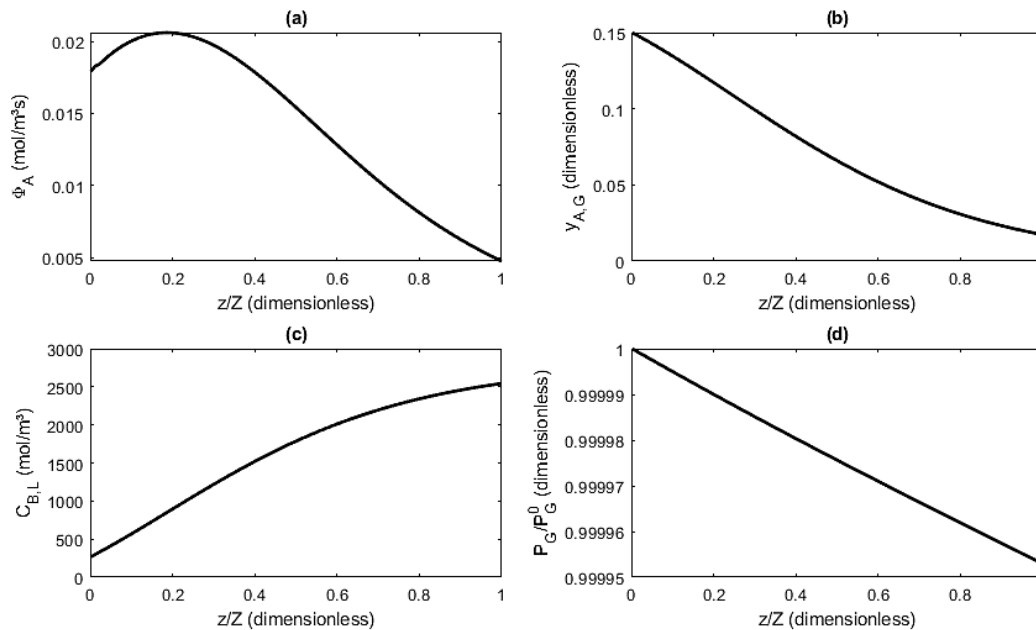 (a)
0.02
0.015
0.01
0.005
Φ_A (mol/m³s)
0 0.2 0.4 0.6 0.8 1
z/Z (dimensionless)
(b)
0.15
0.1
0.05
0
y_A,G (dimensionless)
0 0.2 0.4 0.6 0.8
z/Z (dimensionless)
(c)
3000
2500
2000
1500
1000
500
0
C_B,L (mol/m³)
0 0.2 0.4 0.6 0.8 1
z/Z (dimensionless)
(d)
1
0.99999
0.99998
0.99997
0.99996
0.99995
P_G/P_G^0 (dimensionless)
0 0.2 0.4 0.6 0.8
z/Z (dimensionless)